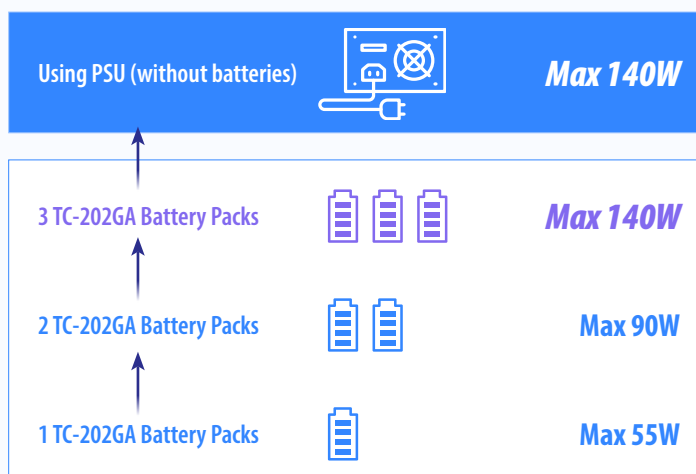 Using PSU (without batteries)
Max 140W
3 TC-202GA Battery Packs
Max 140W
2 TC-202GA Battery Packs
Max 90W
1 TC-202GA Battery Packs
Max 55W